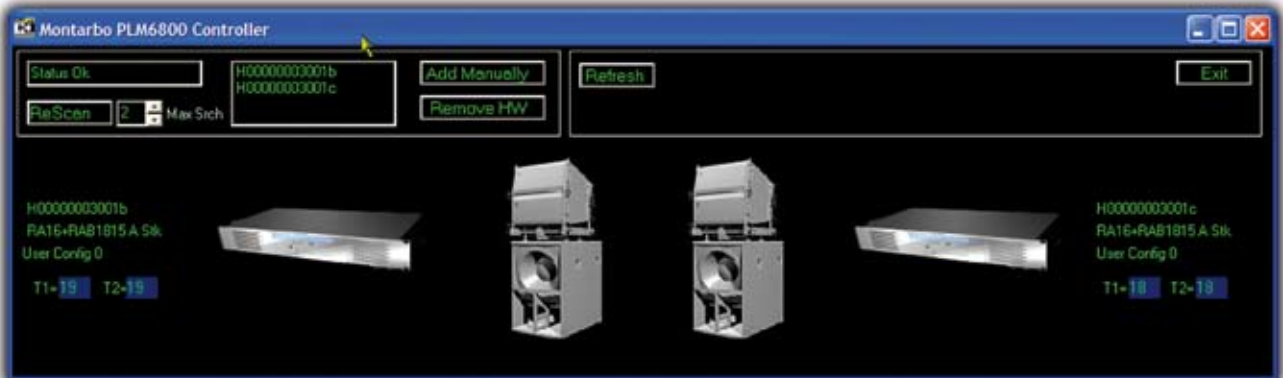 Montarbo PLM6800 Controller
Status Ok
H00000003001b
H00000003001c
Add Manually
Refresh
Exit
ReScan
2
Max Srch
Remove HW
H00000003001b
RA16+RAB1815 A Stk
User Config 0
T1=19 T2=19
H00000003001c
RA16+RAB1815 A Stk
User Config 0
T1=18 T2=18